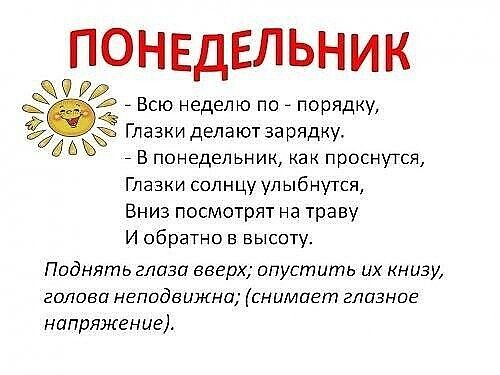 ПОНЕДЕЛЬНИК
- Всю неделю по - порядку,
Глазки делают зарядку.
- В понедельник, как проснутся,
Глазки солнцу улыбнутся,
Вниз посмотрят на траву
И обратно в высоту.
Поднять глаза вверх; опустить их книзу,
голова неподвижна; (снимает глазное
напряжение).